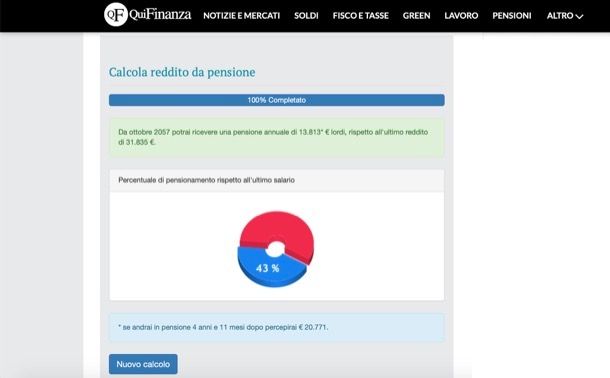 QF QuiFinanza NOTIZIE E MERCATI SOLDI FISCO E TASSE GREEN LAVORO PENSIONI ALTRO
Calcola reddito da pensione
100% Completato
Da ottobre 2057 potrai ricevere una pensione annuale di 13.813* € lordi, rispetto all'ultimo reddito
di 31.835 €.
Percentuale di pensionamento rispetto all'ultimo salario
43 %
* se andrai in pensione 4 anni e 11 mesi dopo percepirai € 20.771.
Nuovo calcolo